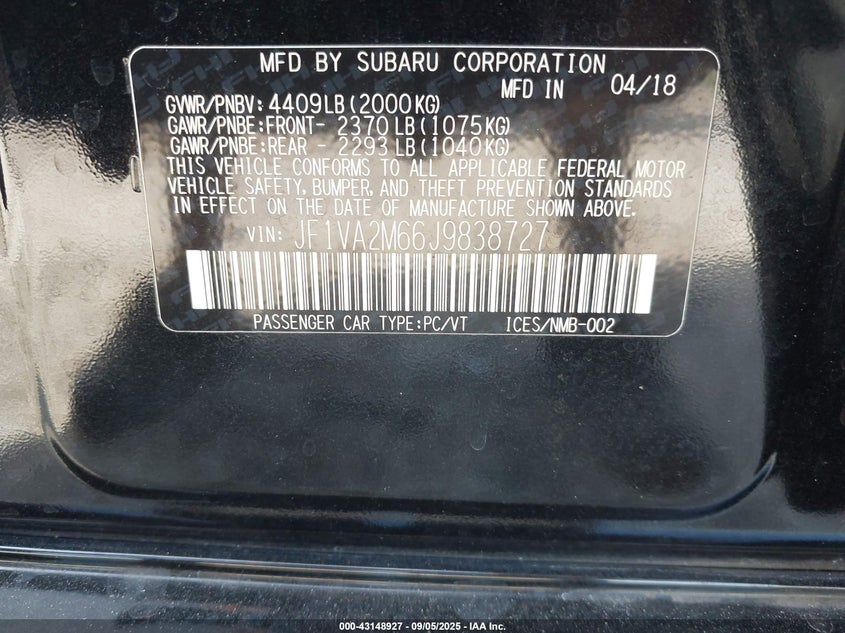 MFD BY SUBARU CORPORATION
MFD IN 04/18
GVWR/PNBV: 4409LB(2000KG)
GAWR/PNBE:FRONT- 2370 LB(1075KG)
GAWR/PNBE:REAR - 2293 LB(1040KG)
THIS VEHICLE CONFORMS TO ALL APPLICABLE FEDERAL MOTOR
VEHICLE SAFETY, BUMPER, AND THEFT PREVENTION STANDARDS
IN EFFECT ON THE DATE OF MANUFACTURE SHOWN ABOVE.
VIN: JF1VA2M66J9838727
PASSENGER CAR TYPE:PC/VT ICES/NMB-002
000-43148927 - 09/05/2025 - IAA Inc.